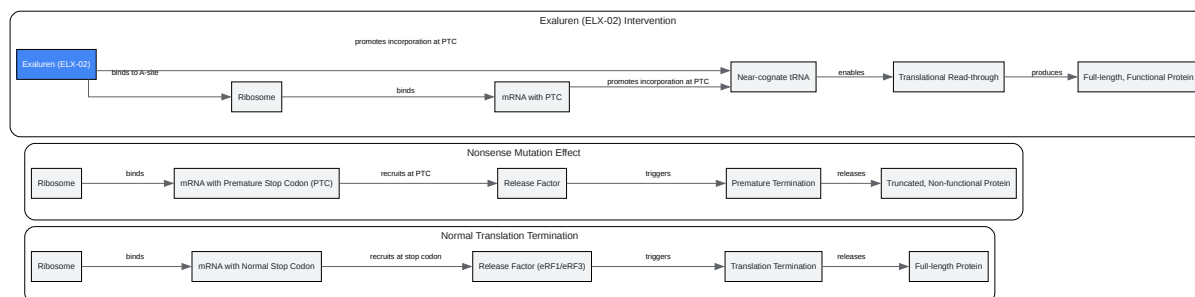 Exaluren (ELX-02) Intervention
promotes incorporation at PTC
Exaluren (ELX-02)
binds to A-site
Ribosome
binds
mRNA with PTC
promotes incorporation at PTC
Near-cognate tRNA
enables
Translational Read-through
produces
Full-length, Functional Protein
Nonsense Mutation Effect
Ribosome
binds
mRNA with Premature Stop Codon (PTC)
recruits at PTC
Release Factor
triggers
Premature Termination
releases
Truncated, Non-functional Protein
Normal Translation Termination
Ribosome
binds
mRNA with Normal Stop Codon
recruits at stop codon
Release Factor (eRF1/eRF3)
triggers
Translation Termination
releases
Full-length Protein